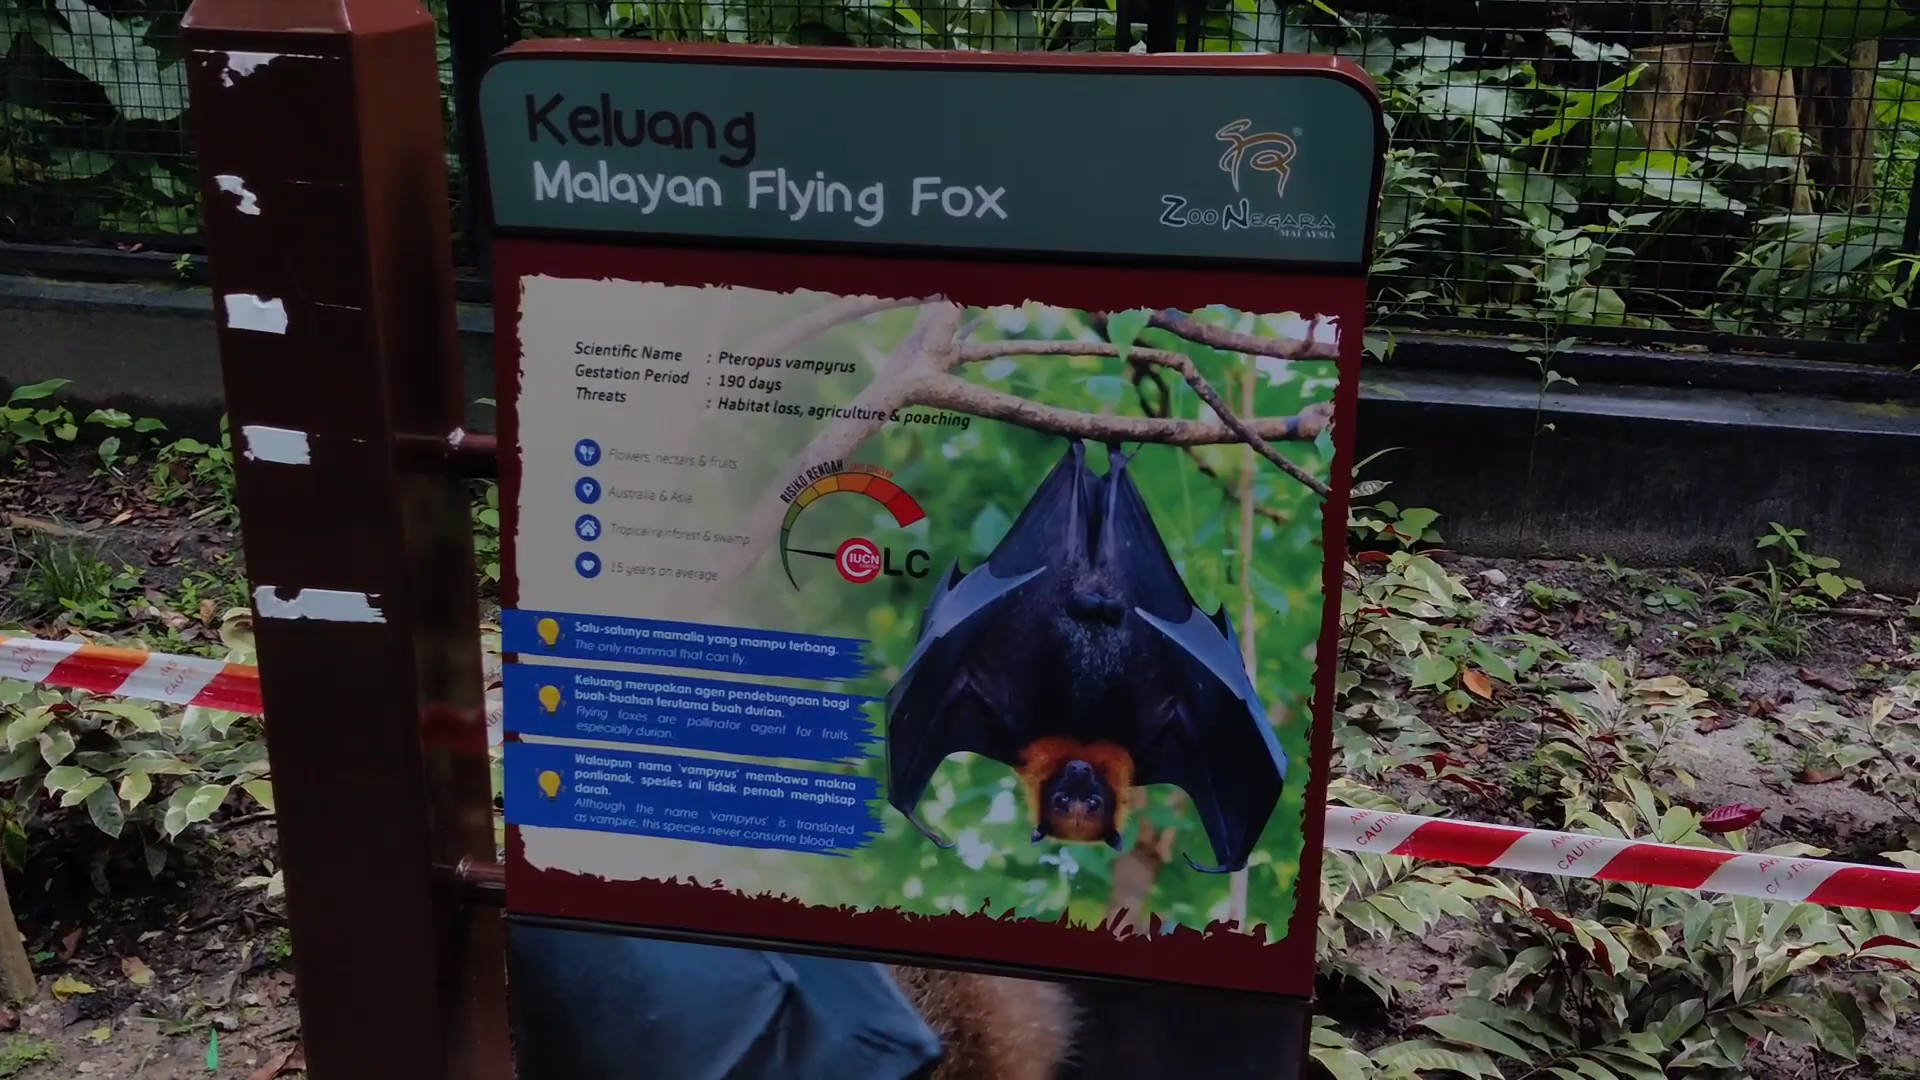 Keluang
Malayan Flying Fox
ZOO NEGARA
MALAYSIA
Scientific Name : Pteropus vampyrus
Gestation Period : 190 days
Threats : Habitat loss, agriculture & poaching
Flowers, nectars & fruits
Australia & Asia
Tropical rainforest & swamp
15 years on average
RISIKO RENDAH
IUCN
LC
Satu-satunya mamalia yang mampu terbang.
The only mammal that can fly.
Keluang merupakan agen pendebungaan bagi
buah-buahan terutama buah durian.
Flying foxes are pollinator agent for fruits
especially durian.
Walaupun nama 'vampyrus' membawa makna
pontianak, spesies ini tidak pernah menghisap
darah.
Although the name 'vampyrus' is translated
as vampire, this species never consume blood.
CAUTION
CAUTION